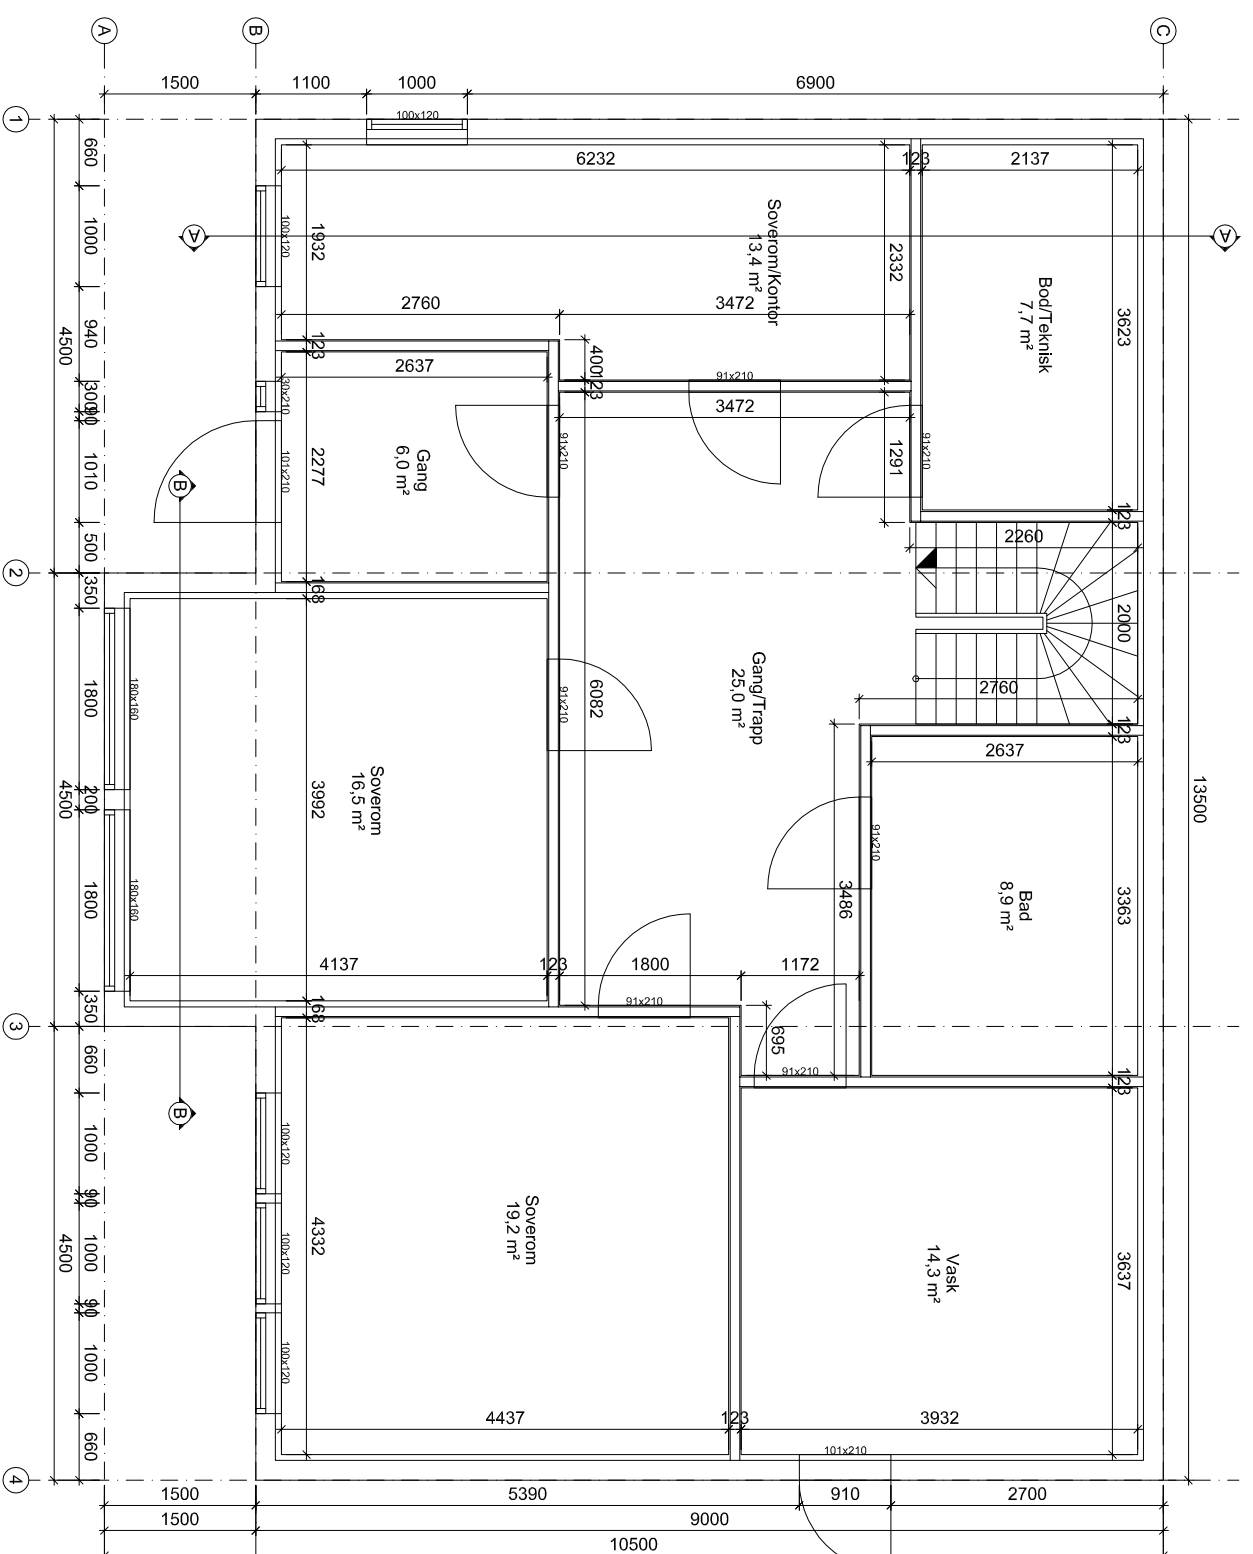 A
B
C
1500
1100
1000
6900
1
100x120
660
6232
123
2137
1000
100x120
1932
Soverom/Kontor
13,4 m²
2332
A
A
Bod/Teknisk
7,7 m²
3623
2760
3472
940
4500
123
400
123
2637
91x210
3472
300
90
30x210
1010
101x210
2277
Gang
6,0 m²
91x210
1291
91x210
B
123
500
2260
2
350
168
2000
1800
180x160
91x210
6082
Gang/Trapp
25,0 m²
2760
123
2637
200
4500
3992
Soverom
16,5 m²
13500
1800
180x160
91x210
3486
Bad
8,9 m²
3363
4137
123
1800
1172
350
168
91x210
3
660
695
91x210
123
B
1000
100x120
90
1000
100x120
4500
4332
Soverom
19,2 m²
Vask
14,3 m²
3637
90
1000
100x120
660
4437
123
3932
101x210
4
1500
5390
910
2700
1500
9000
10500